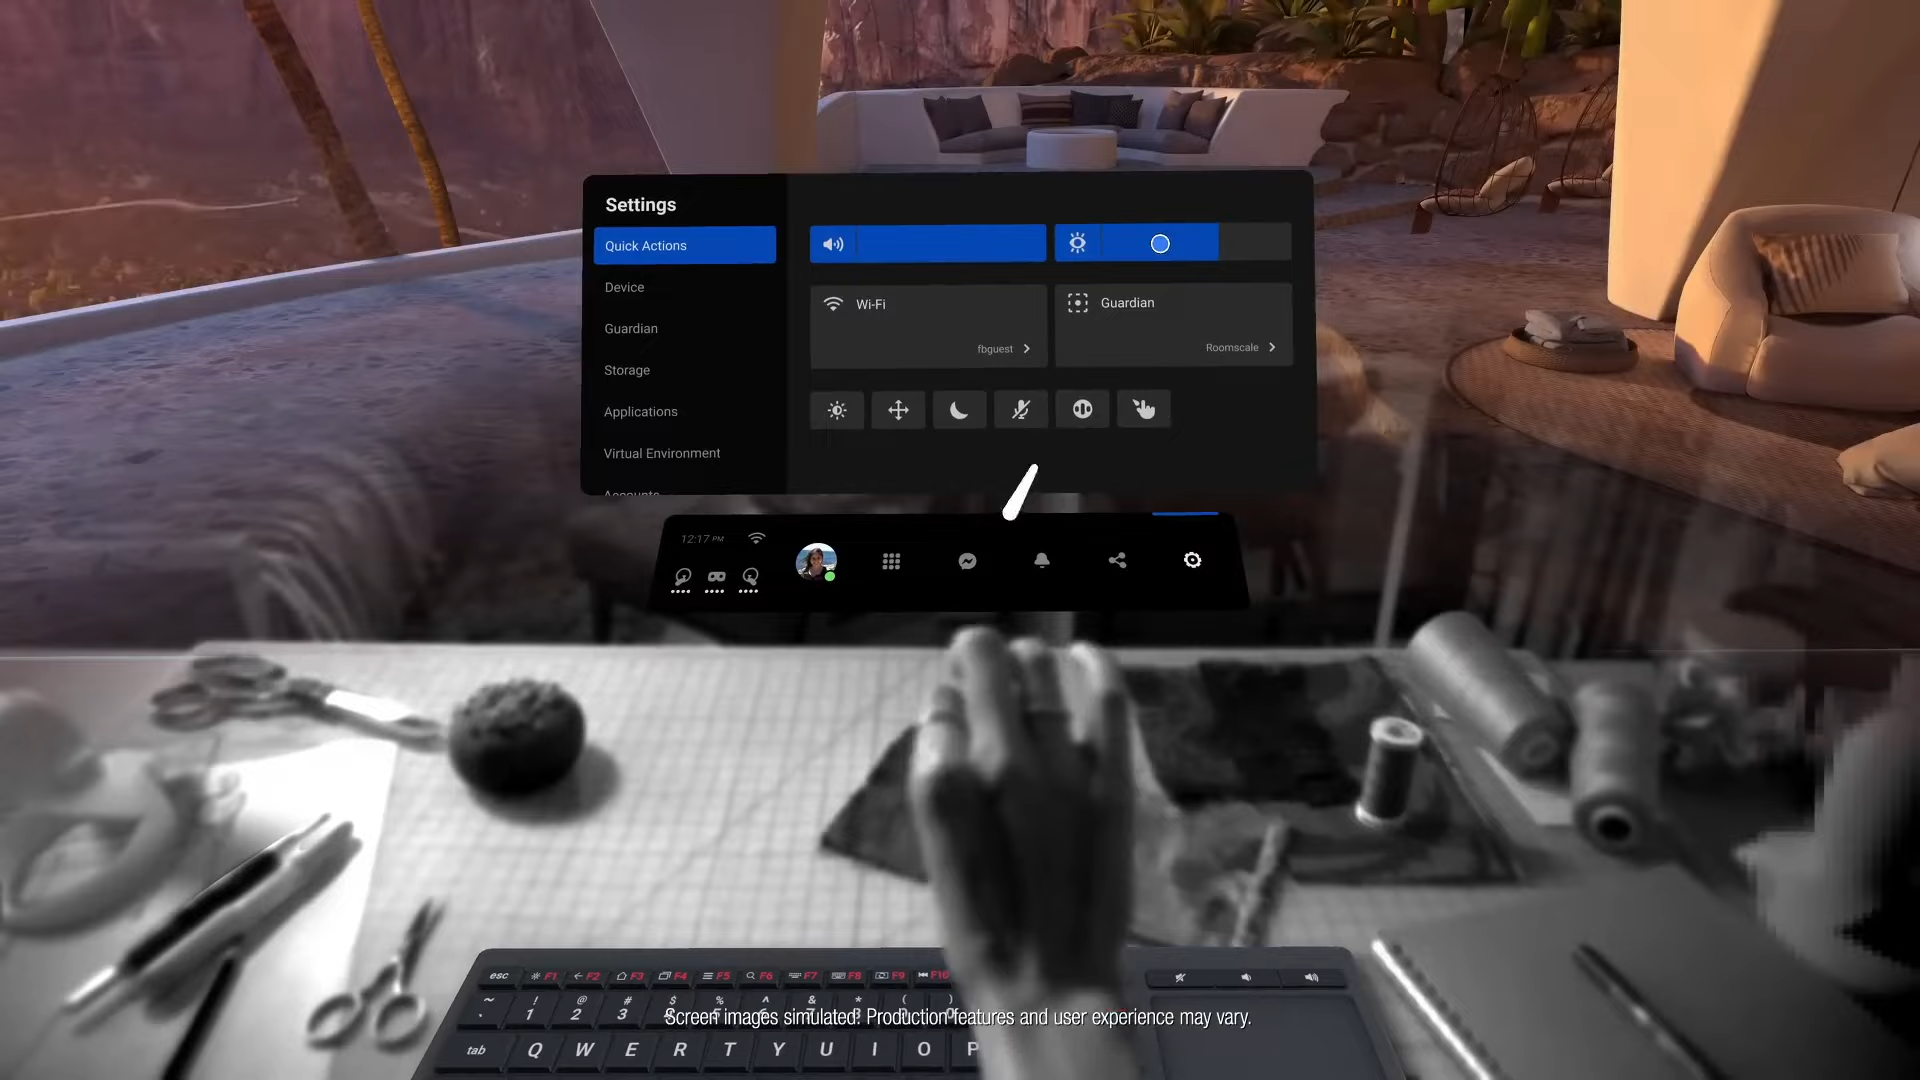 Settings
Quick Actions
Device
Guardian
Storage
Applications
Virtual Environment
Accounts
Wi-Fi
fbguest
Guardian
Roomscale
12:17 PM
esc F1 F2 F3 F4 F5 F6 F7 F8 F9 F10
~ ! @ # $ % ^ & * ( )
1 2 3
Screen images simulated. Production features and user experience may vary.
tab Q W E R T Y U I O P